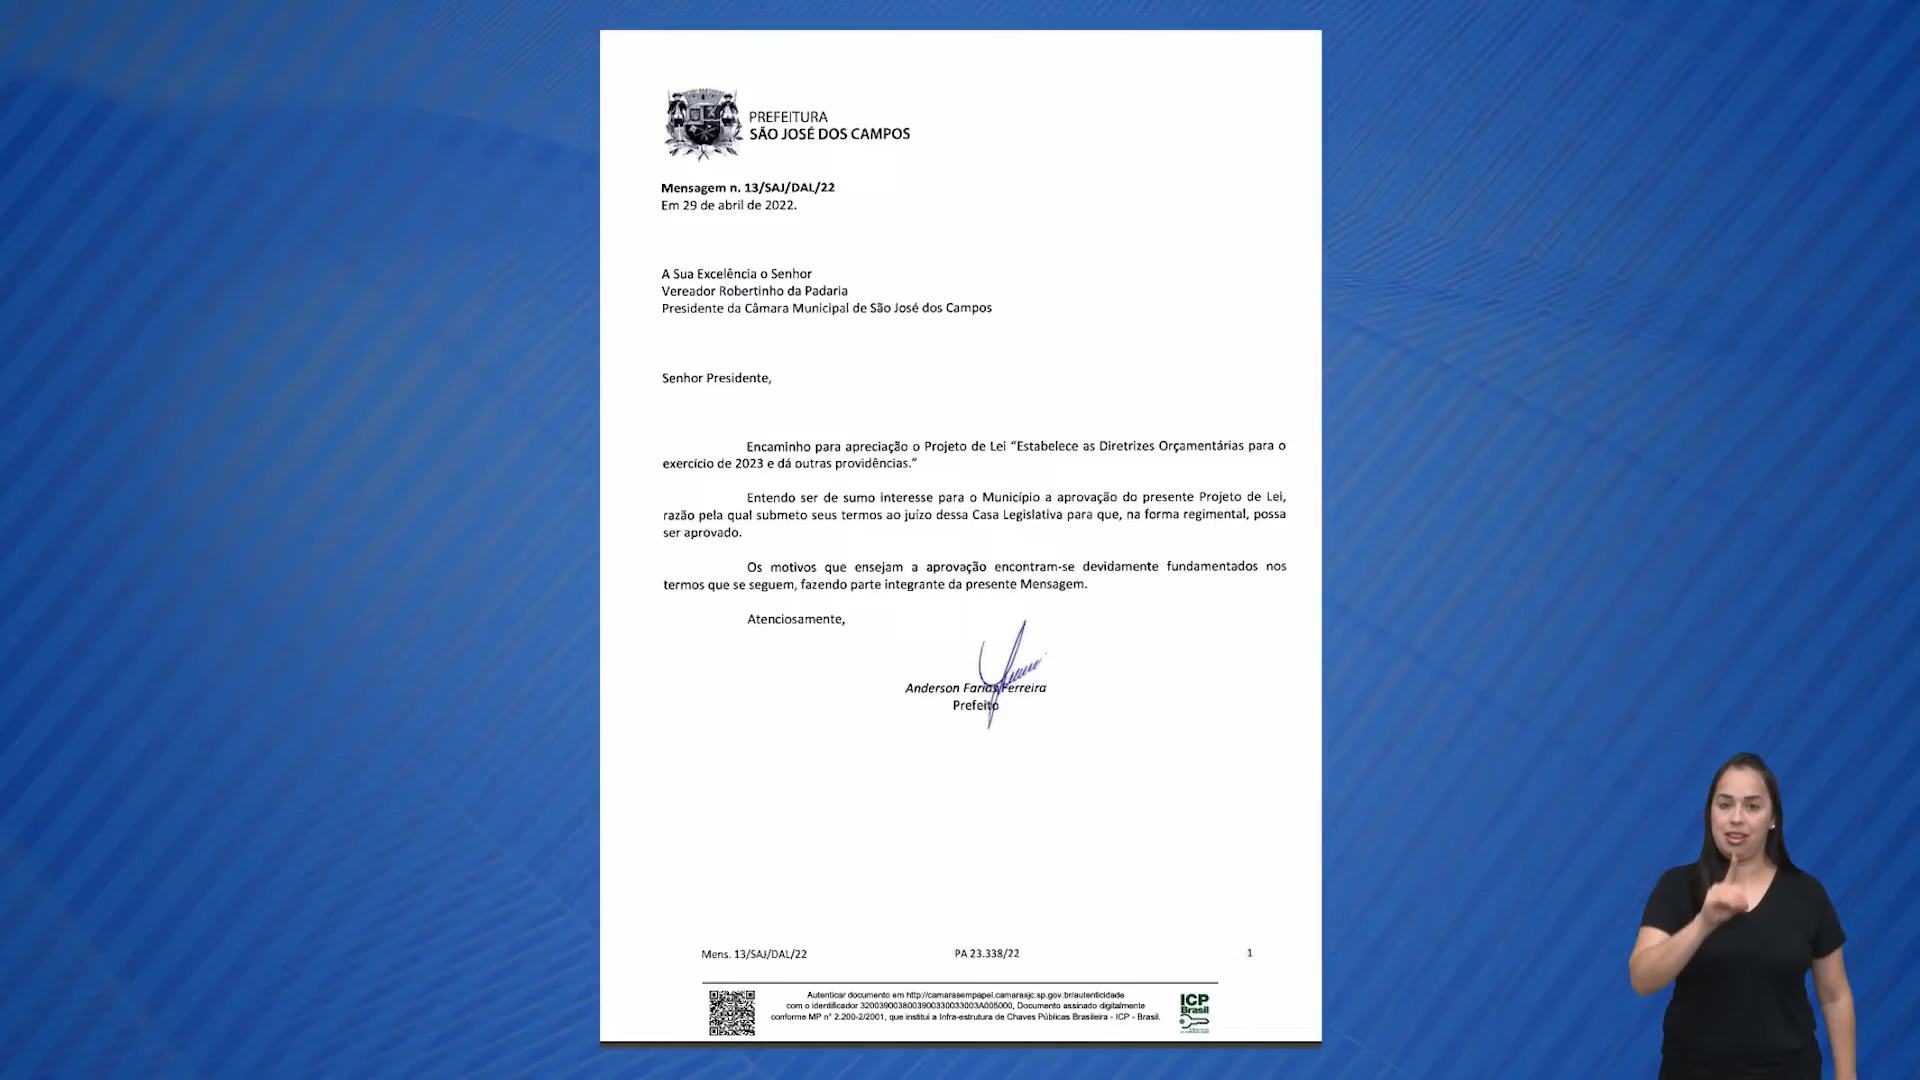 PREFEITURA
SÃO JOSÉ DOS CAMPOS
Mensagem n. 13/SAJ/DAL/22
Em 29 de abril de 2022.
A Sua Excelência o Senhor
Vereador Robertinho da Padaria
Presidente da Câmara Municipal de São José dos Campos
Senhor Presidente,
Encaminho para apreciação o Projeto de Lei “Estabelece as Diretrizes Orçamentárias para o
exercício de 2023 e dá outras providências.”
Entendo ser de sumo interesse para o Município a aprovação do presente Projeto de Lei,
razão pela qual submeto seus termos ao juízo dessa Casa Legislativa para que, na forma regimental, possa
ser aprovado.
Os motivos que ensejam a aprovação encontram-se devidamente fundamentados nos
termos que se seguem, fazendo parte integrante da presente Mensagem.
Atenciosamente,
Anderson Farias Ferreira
Prefeito
Mens. 13/SAJ/DAL/22 PA 23.338/22 1
Autenticar documento em http://camarasempapel.camarasjc.sp.gov.br/autenticidade
com o identificador 320039003800390033003A005000, Documento assinado digitalmente
conforme MP n° 2.200-2/2001, que institui a Infra-estrutura de Chaves Públicas Brasileira - ICP - Brasil.
ICP
Brasil